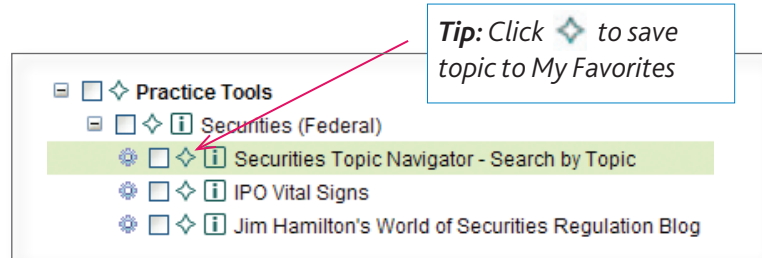 Tip: Click to save
topic to My Favorites
Practice Tools
Securities (Federal)
Securities Topic Navigator - Search by Topic
IPO Vital Signs
Jim Hamilton's World of Securities Regulation Blog